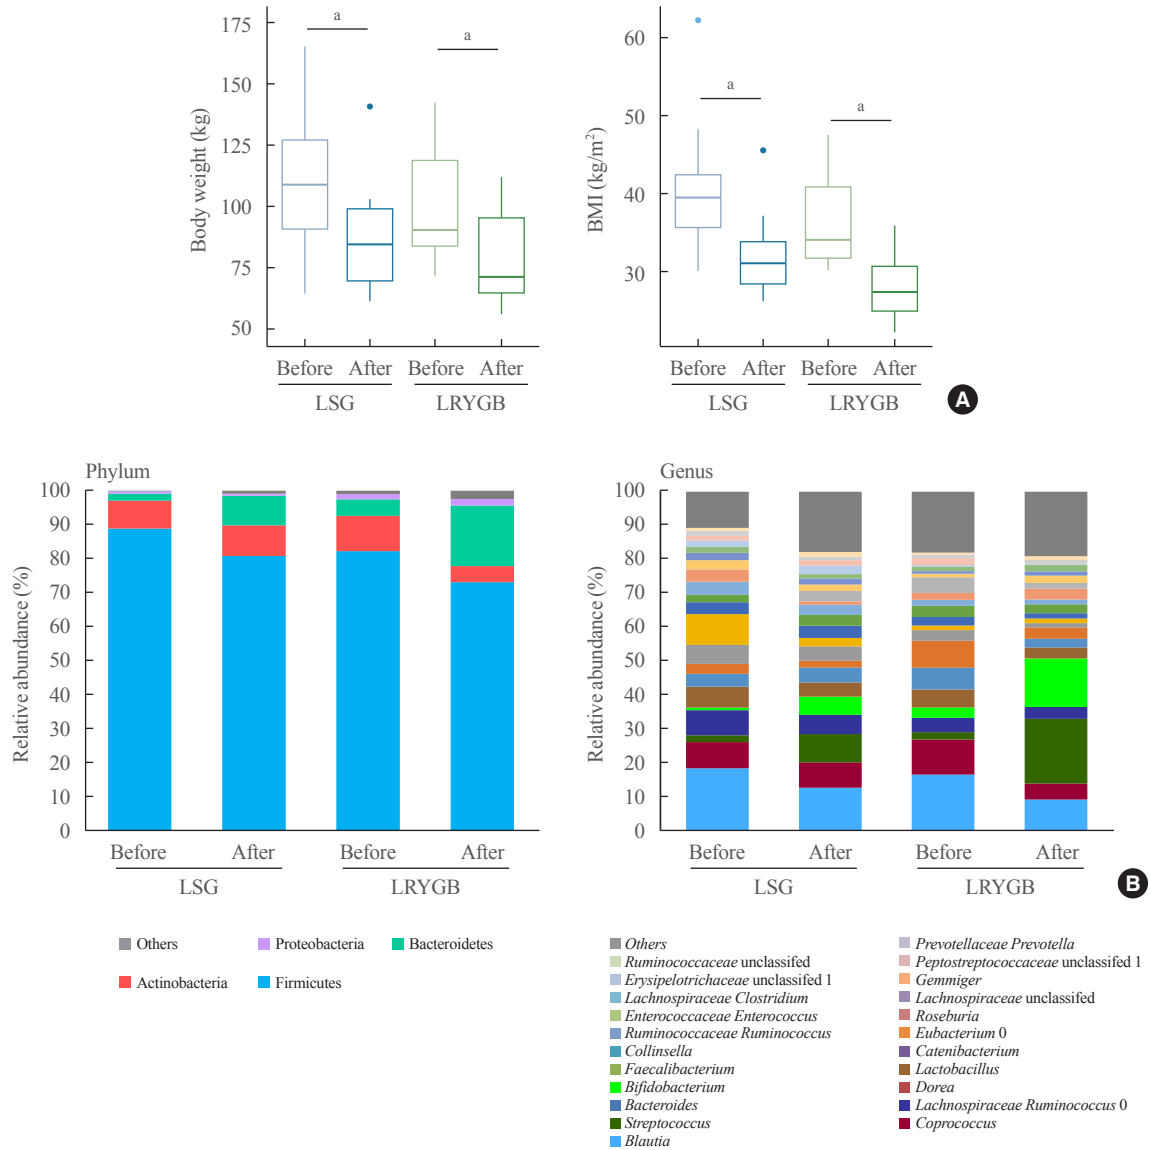 175
150
125
100
75
50
Body weight (kg)
a
a
Before
After
Before
After
LSG
LRYGB
60
50
40
30
BMI (kg/m²)
a
a
Before
After
Before
After
LSG
LRYGB
A
Phylum
100
90
80
70
60
50
40
30
20
10
0
Relative abundance (%)
Before
After
Before
After
LSG
LRYGB
Others
Proteobacteria
Bacteroidetes
Actinobacteria
Firmicutes
Genus
100
90
80
70
60
50
40
30
20
10
0
Relative abundance (%)
Before
After
Before
After
LSG
LRYGB
B
Others
Ruminococcaceae unclassifed
Erysipelotrichaceae unclassifed 1
Lachnospiraceae Clostridium
Enterococcaceae Enterococcus
Ruminococcaceae Ruminococcus
Collinsella
Faecalibacterium
Bifidobacterium
Bacteroides
Streptococcus
Blautia
Prevotellaceae Prevotella
Peptostreptococcaceae unclassifed 1
Gemmiger
Lachnospiraceae unclassifed
Roseburia
Eubacterium 0
Catenibacterium
Lactobacillus
Dorea
Lachnospiraceae Ruminococcus 0
Coprococcus